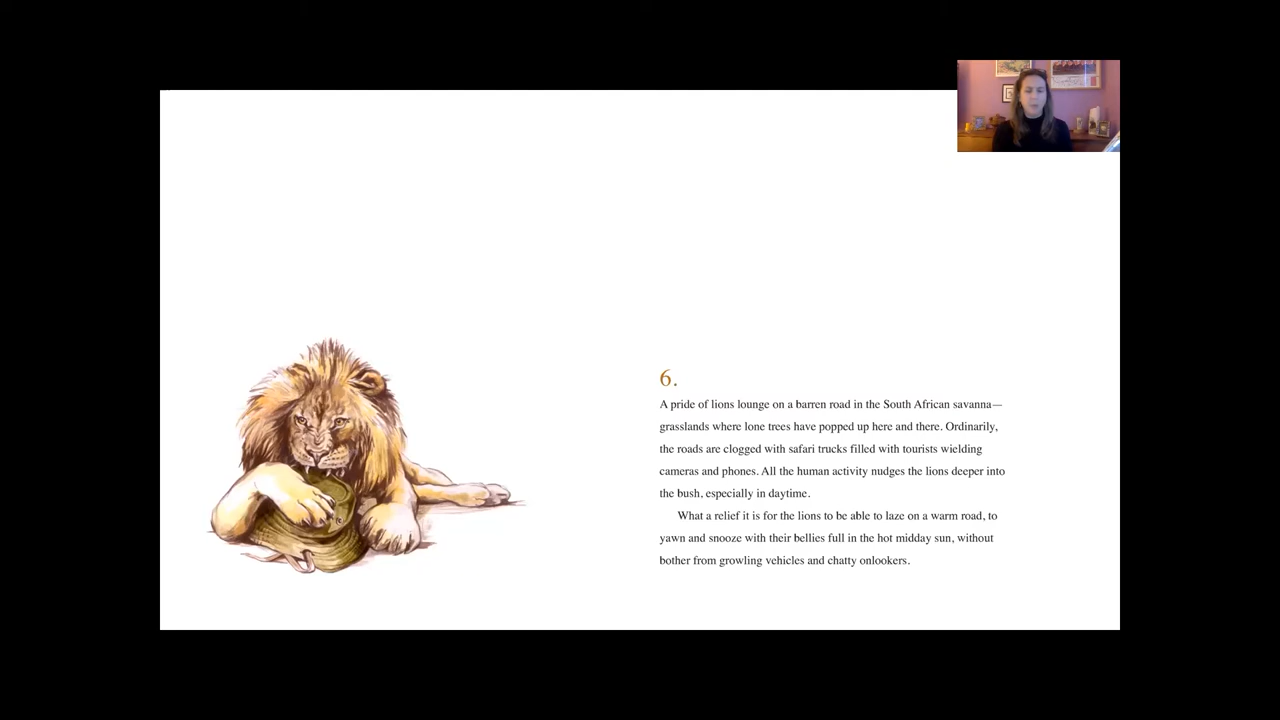 6.
A pride of lions lounge on a barren road in the South African savanna—
grasslands where lone trees have popped up here and there. Ordinarily,
the roads are clogged with safari trucks filled with tourists wielding
cameras and phones. All the human activity nudges the lions deeper into
the bush, especially in daytime.
What a relief it is for the lions to be able to laze on a warm road, to
yawn and snooze with their bellies full in the hot midday sun, without
bother from growling vehicles and chatty onlookers.